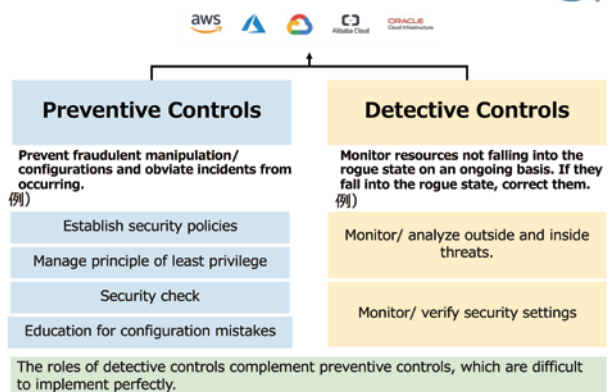 aws
Alibaba Cloud
ORACLE
Cloud Infrastructure
Preventive Controls
Prevent fraudulent manipulation/
configurations and obviate incidents from
occurring.
例)
Establish security policies
Manage principle of least privilege
Security check
Education for configuration mistakes
Detective Controls
Monitor resources not falling into the
rogue state on an ongoing basis. If they
fall into the rogue state, correct them.
例)
Monitor/ analyze outside and inside
threats.
Monitor/ verify security settings
The roles of detective controls complement preventive controls, which are difficult
to implement perfectly.